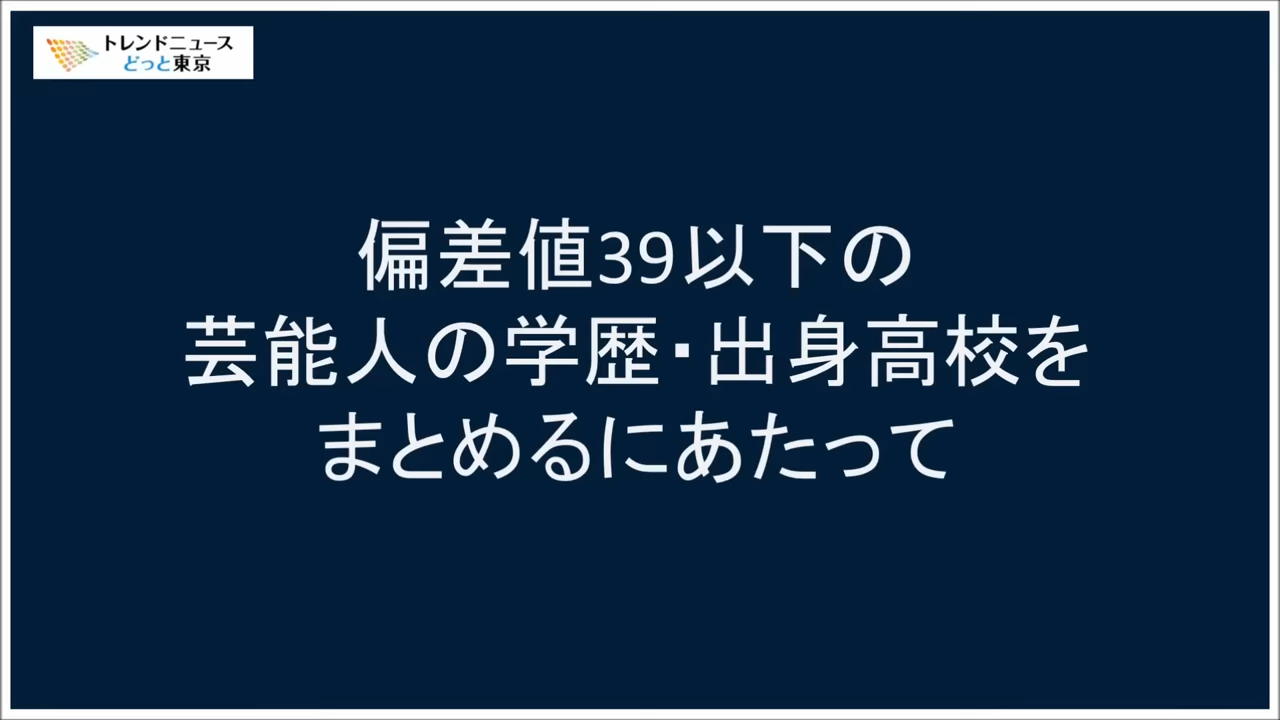 トレンドニュース
どっと東京
偏差値39以下の
芸能人の学歴・出身高校を
まとめるにあたって